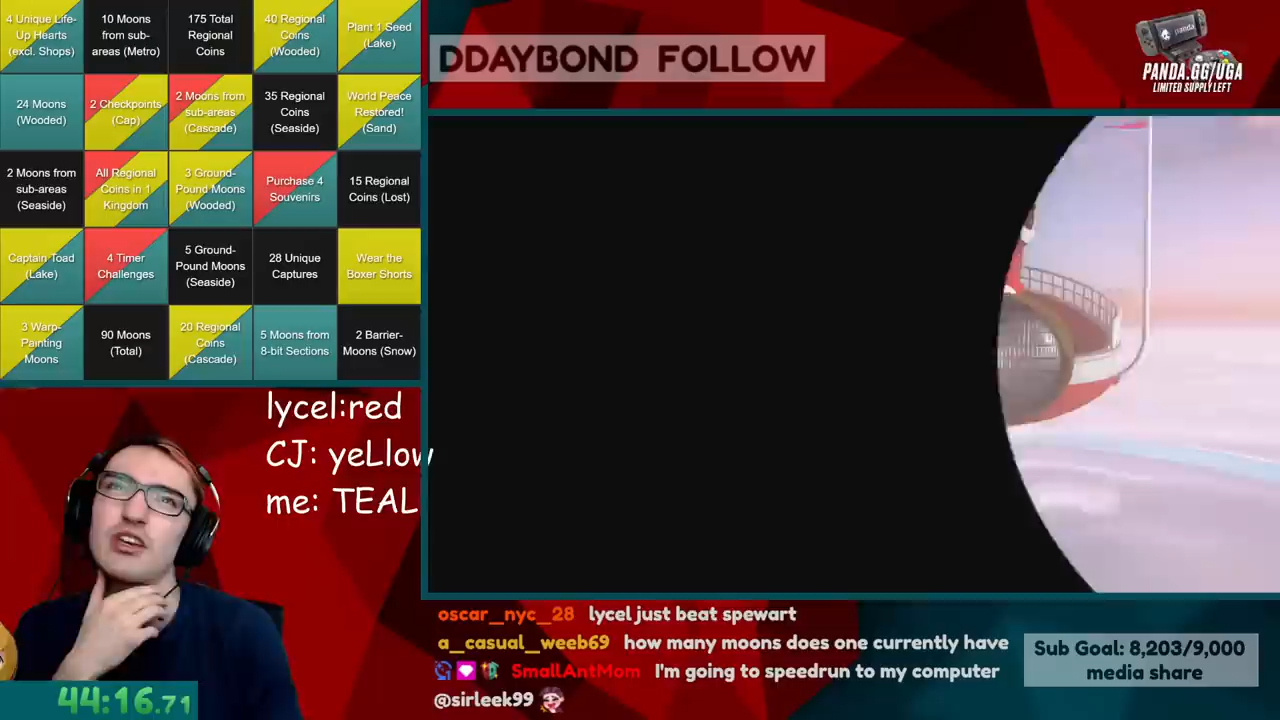 4 Unique Life-
Up Hearts
(excl. Shops)
10 Moons
from sub-
areas (Metro)
175 Total
Regional
Coins
40 Regional
Coins
(Wooded)
Plant 1 Seed
(Lake)
24 Moons
(Wooded)
2 Checkpoints
(Cap)
2 Moons from
sub-areas
(Cascade)
35 Regional
Coins
(Seaside)
World Peace
Restored!
(Sand)
2 Moons from
sub-areas
(Seaside)
All Regional
Coins in 1
Kingdom
3 Ground-
Pound Moons
(Wooded)
Purchase 4
Souvenirs
15 Regional
Coins (Lost)
Captain Toad
(Lake)
4 Timer
Challenges
5 Ground-
Pound Moons
(Seaside)
28 Unique
Captures
Wear the
Boxer Shorts
3 Warp-
Painting
Moons
90 Moons
(Total)
20 Regional
Coins
(Cascade)
5 Moons from
8-bit Sections
2 Barrier-
Moons (Snow)
DDAYBOND FOLLOW
panda
PANDA.GG/UGA
LIMITED SUPPLY LEFT
lycel:red
CJ: yeLlow
me: TEAL
44:16.71
oscar_nyc_28 lycel just beat spewart
a_casual_weeb69 how many moons does one currently have
SmallAntMom I'm going to speedrun to my computer
@sirleek99
Sub Goal: 8,203/9,000
media share